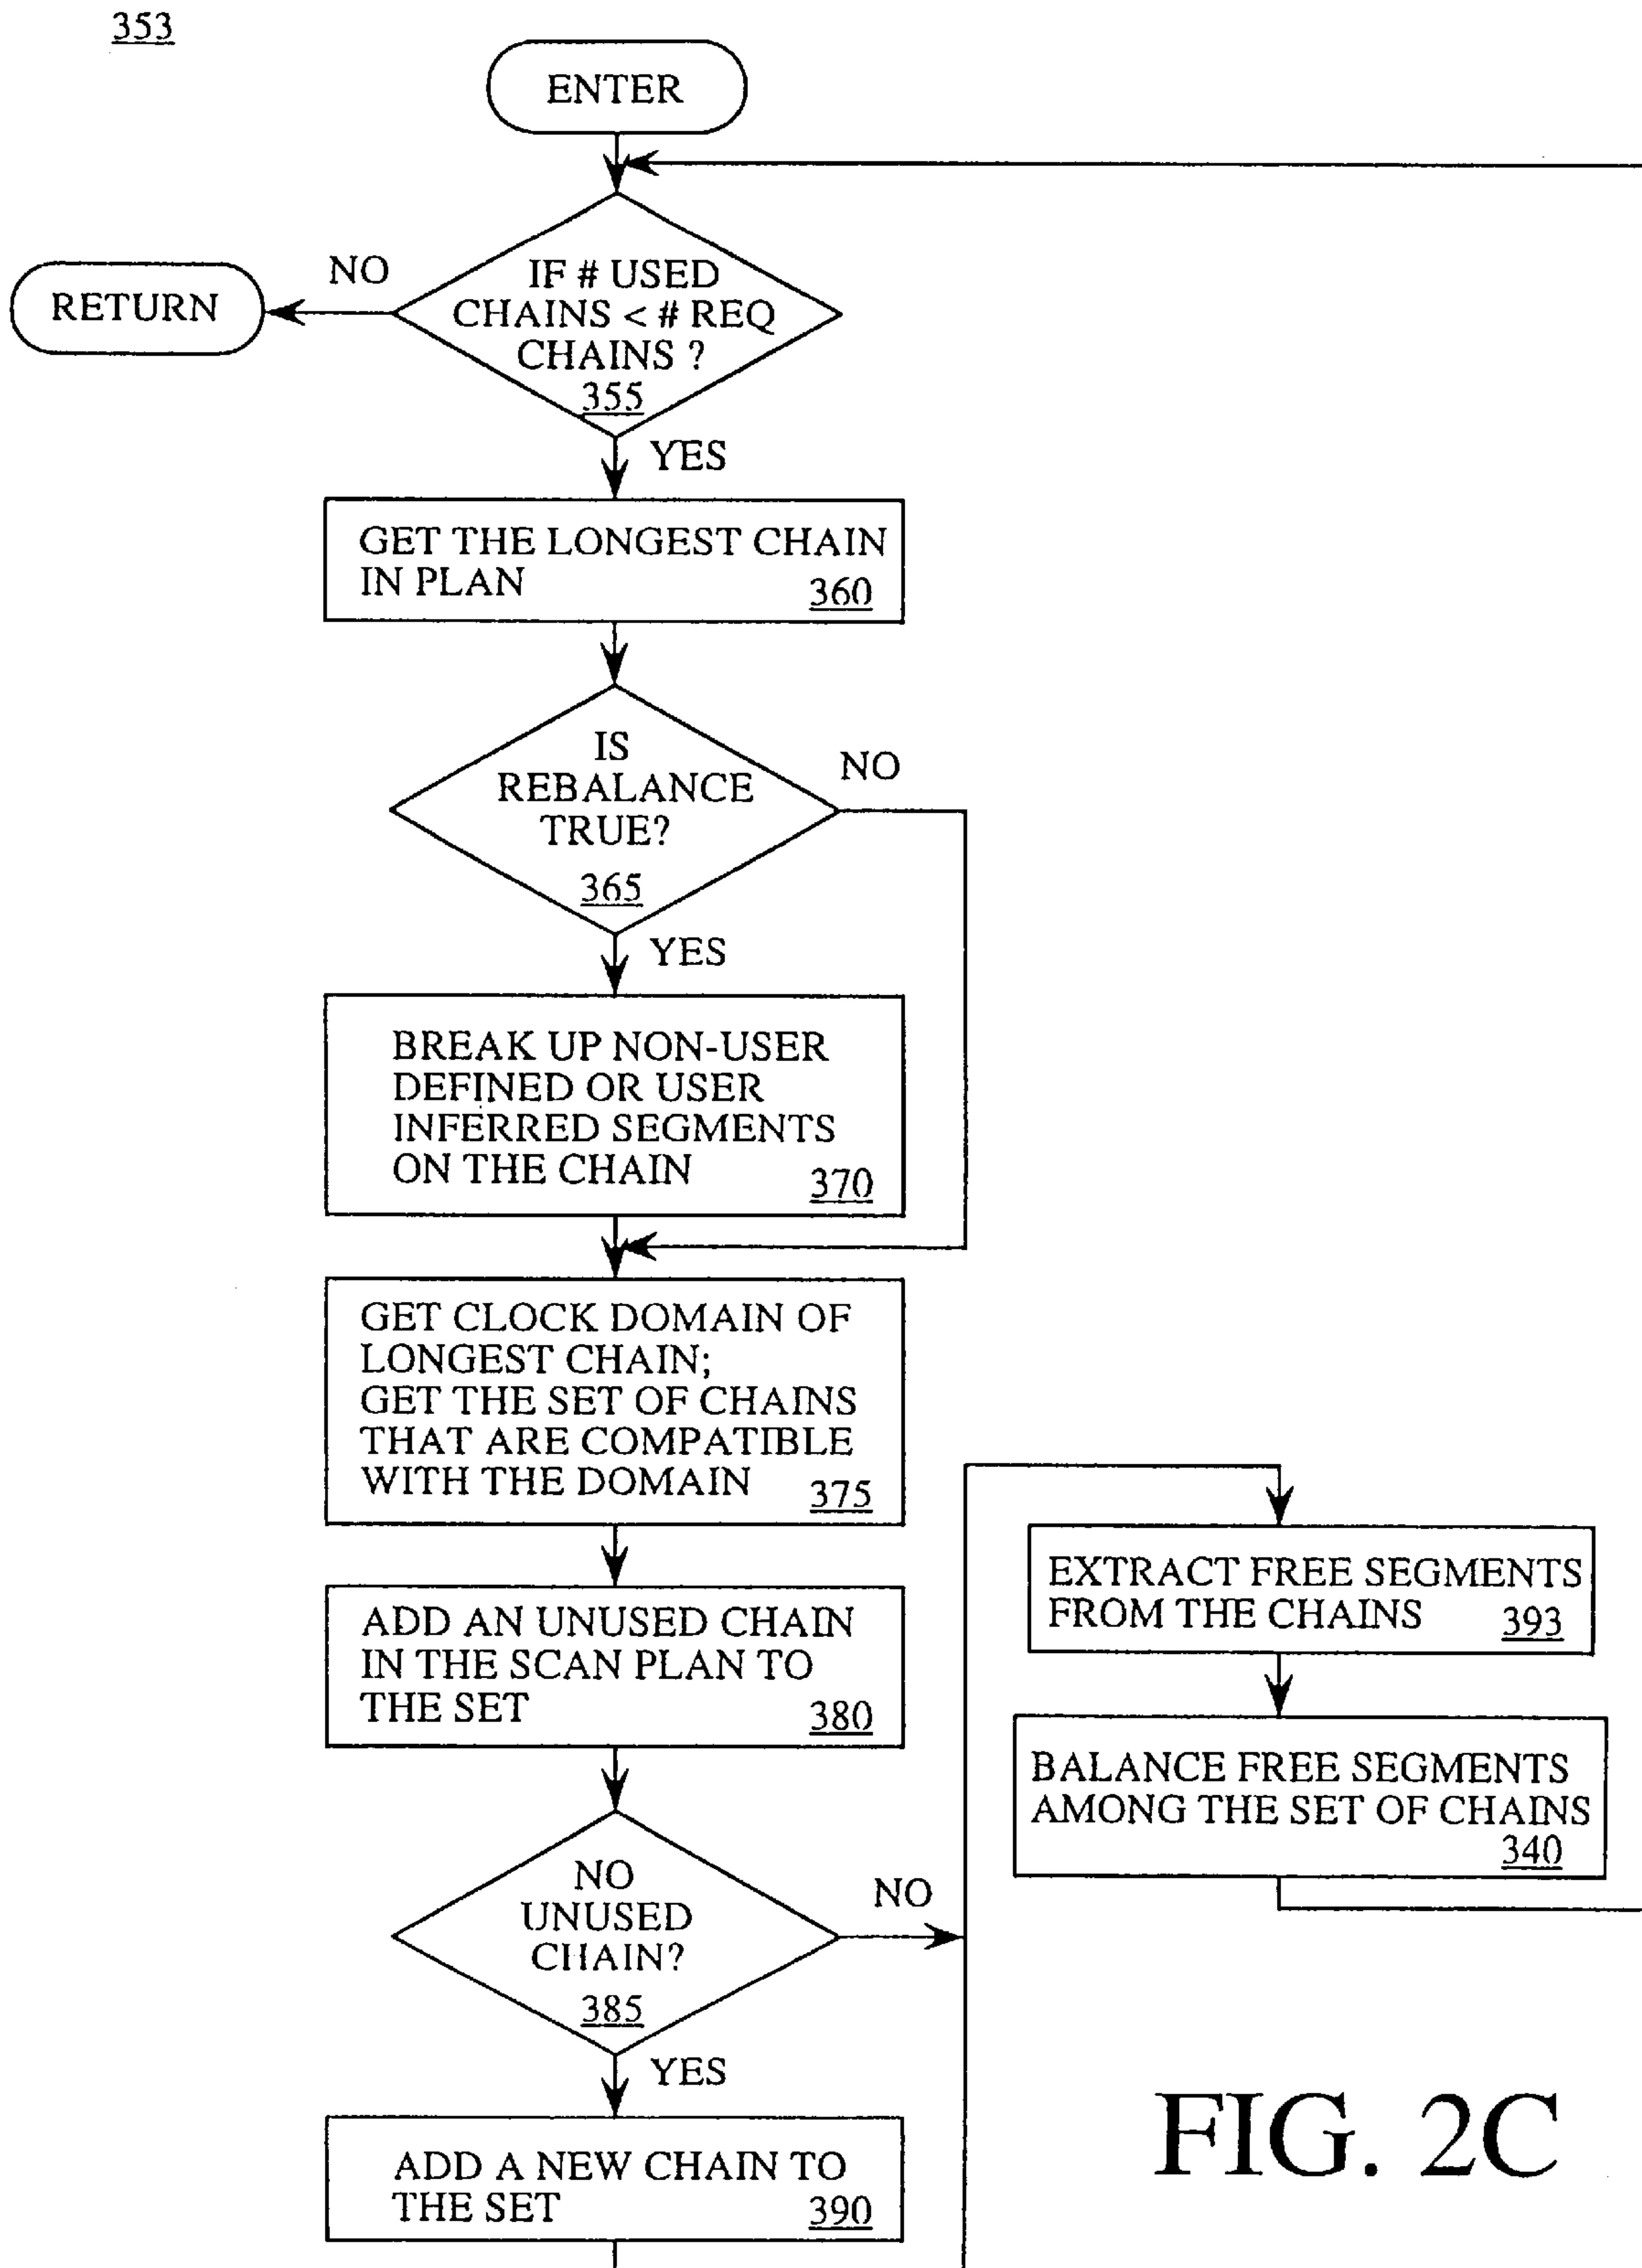 353
ENTER
NO
RETURN
IF # USED
CHAINS < # REQ
CHAINS ?
355
YES
GET THE LONGEST CHAIN
IN PLAN 360
IS
REBALANCE
TRUE?
365
NO
YES
BREAK UP NON-USER
DEFINED OR USER
INFERRED SEGMENTS
ON THE CHAIN 370
GET CLOCK DOMAIN OF
LONGEST CHAIN;
GET THE SET OF CHAINS
THAT ARE COMPATIBLE
WITH THE DOMAIN 375
ADD AN UNUSED CHAIN
IN THE SCAN PLAN TO
THE SET 380
NO
UNUSED
CHAIN?
385
NO
YES
ADD A NEW CHAIN TO
THE SET 390
EXTRACT FREE SEGMENTS
FROM THE CHAINS 393
BALANCE FREE SEGMENTS
AMONG THE SET OF CHAINS
340
FIG. 2C